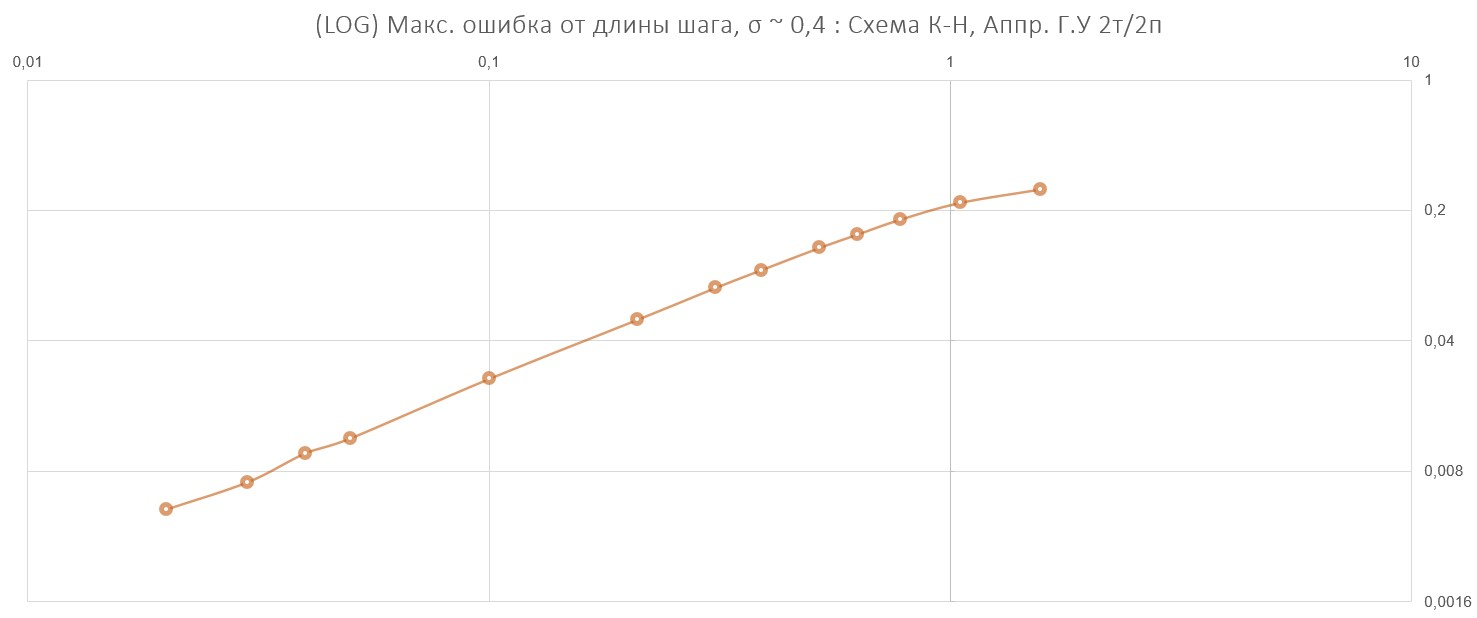 (LOG) Макс. ошибка от длины шага, σ ~ 0,4 : Схема К-Н, Аппр. Г.У 2т/2п
0,01 0,1 1 10
1
0,2
0,04
0,008
0,0016